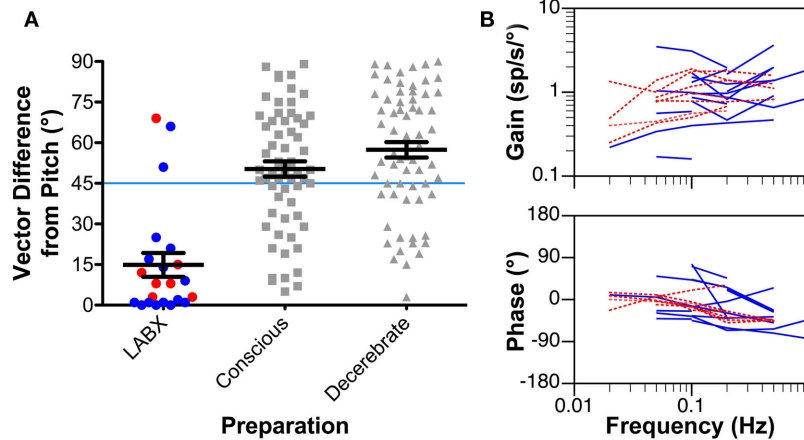 A
Vector Difference
from Pitch (°)
90
75
60
45
30
15
0
LABX
Conscious
Decerebrate
Preparation
B
Gain (sp/s/°)
10
1
0.1
Phase (°)
180
90
0
-90
-180
0.01
0.1
Frequency (Hz)